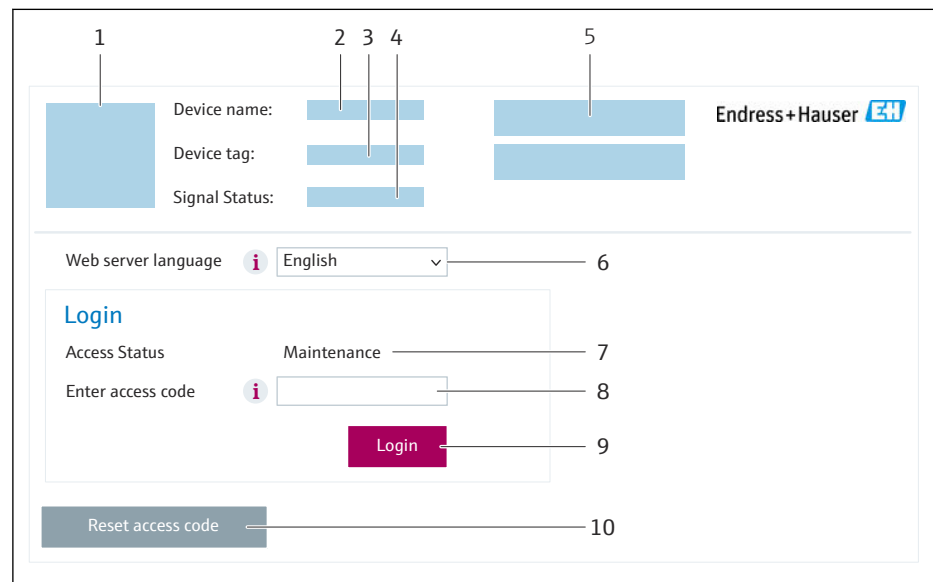 1 2 3 4 5
Device name:
Endress+Hauser EH
Device tag:
Signal Status:
Web server language i English 6
Login
Access Status Maintenance 7
Enter access code i 8
Login 9
Reset access code 10